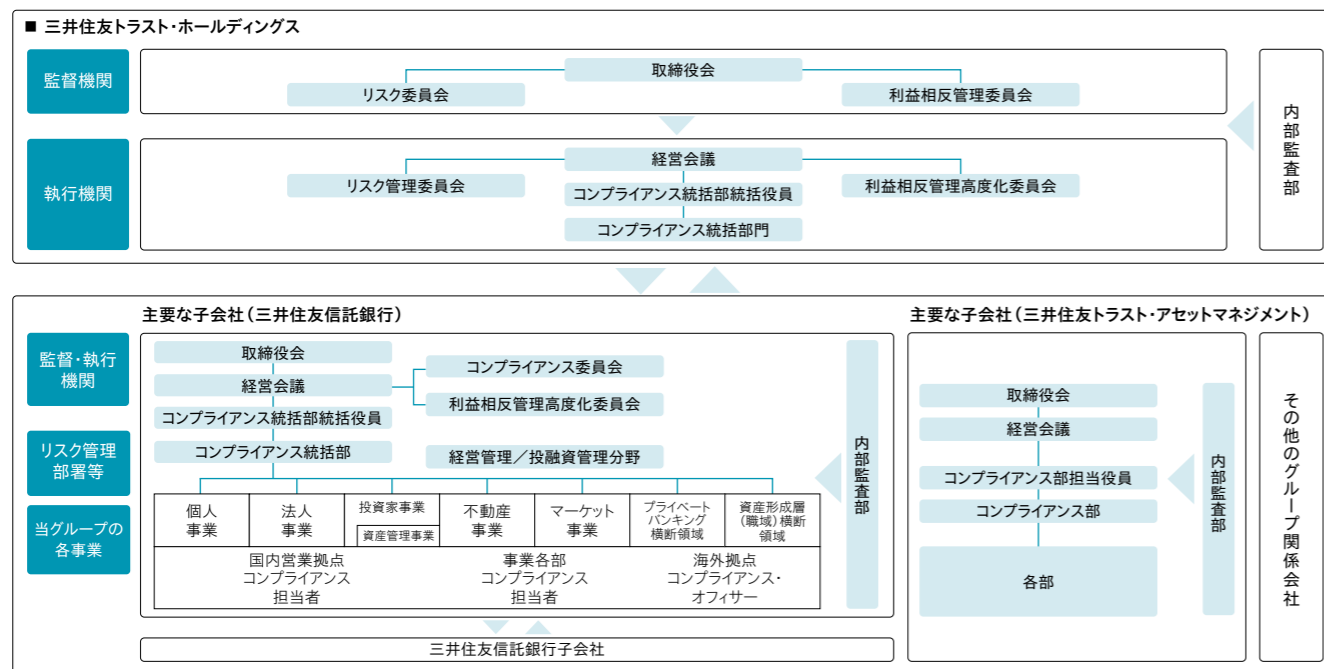 ■ 三井住友トラスト・ホールディングス
監督機関
取締役会
リスク委員会
利益相反管理委員会
執行機関
経営会議
リスク管理委員会
利益相反管理高度化委員会
コンプライアンス統括部統括役員
コンプライアンス統括部門
内部監査部
主要な子会社（三井住友信託銀行）
監督・執行
機関
取締役会
経営会議
コンプライアンス委員会
利益相反管理高度化委員会
コンプライアンス統括部統括役員
リスク管理
部署等
コンプライアンス統括部
経営管理／投融資管理分野
当グループの
各事業
個人
事業
法人
事業
投資家事業
資産管理事業
不動産
事業
マーケット
事業
プライベート
バンキング
横断領域
資産形成層
（職域）横断
領域
国内営業拠点
コンプライアンス
担当者
事業各部
コンプライアンス
担当者
海外拠点
コンプライアンス・
オフィサー
内部監査部
三井住友信託銀行子会社
主要な子会社（三井住友トラスト・アセットマネジメント）
取締役会
経営会議
コンプライアンス部担当役員
コンプライアンス部
各部
内部監査部
その他のグループ関係会社